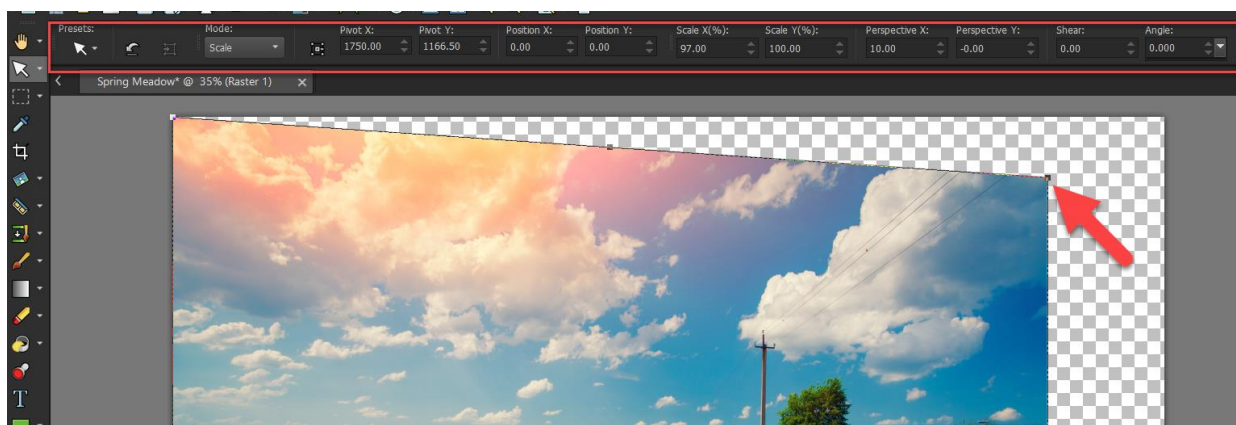 Presets: Mode: Pivot X: Pivot Y: Position X: Position Y: Scale X(%): Scale Y(%): Perspective X: Perspective Y: Shear: Angle:
Scale 1750.00 1166.50 0.00 0.00 97.00 100.00 10.00 -0.00 0.00 0.000
Spring Meadow* @ 35% (Raster 1)
T